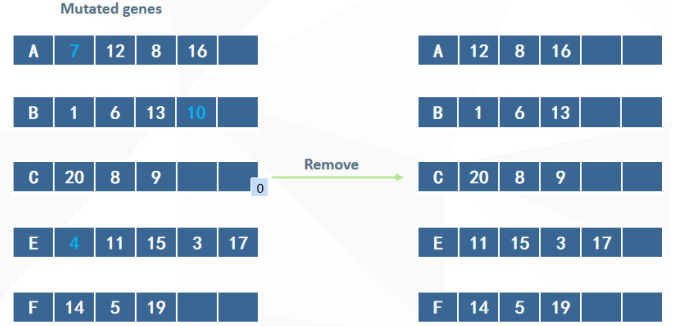 Mutated genes
A 7 12 8 16
A 12 8 16
B 1 6 13 10
B 1 6 13
Remove
C 20 8 9
0
C 20 8 9
E 4 11 15 3 17
E 11 15 3 17
F 14 5 19
F 14 5 19